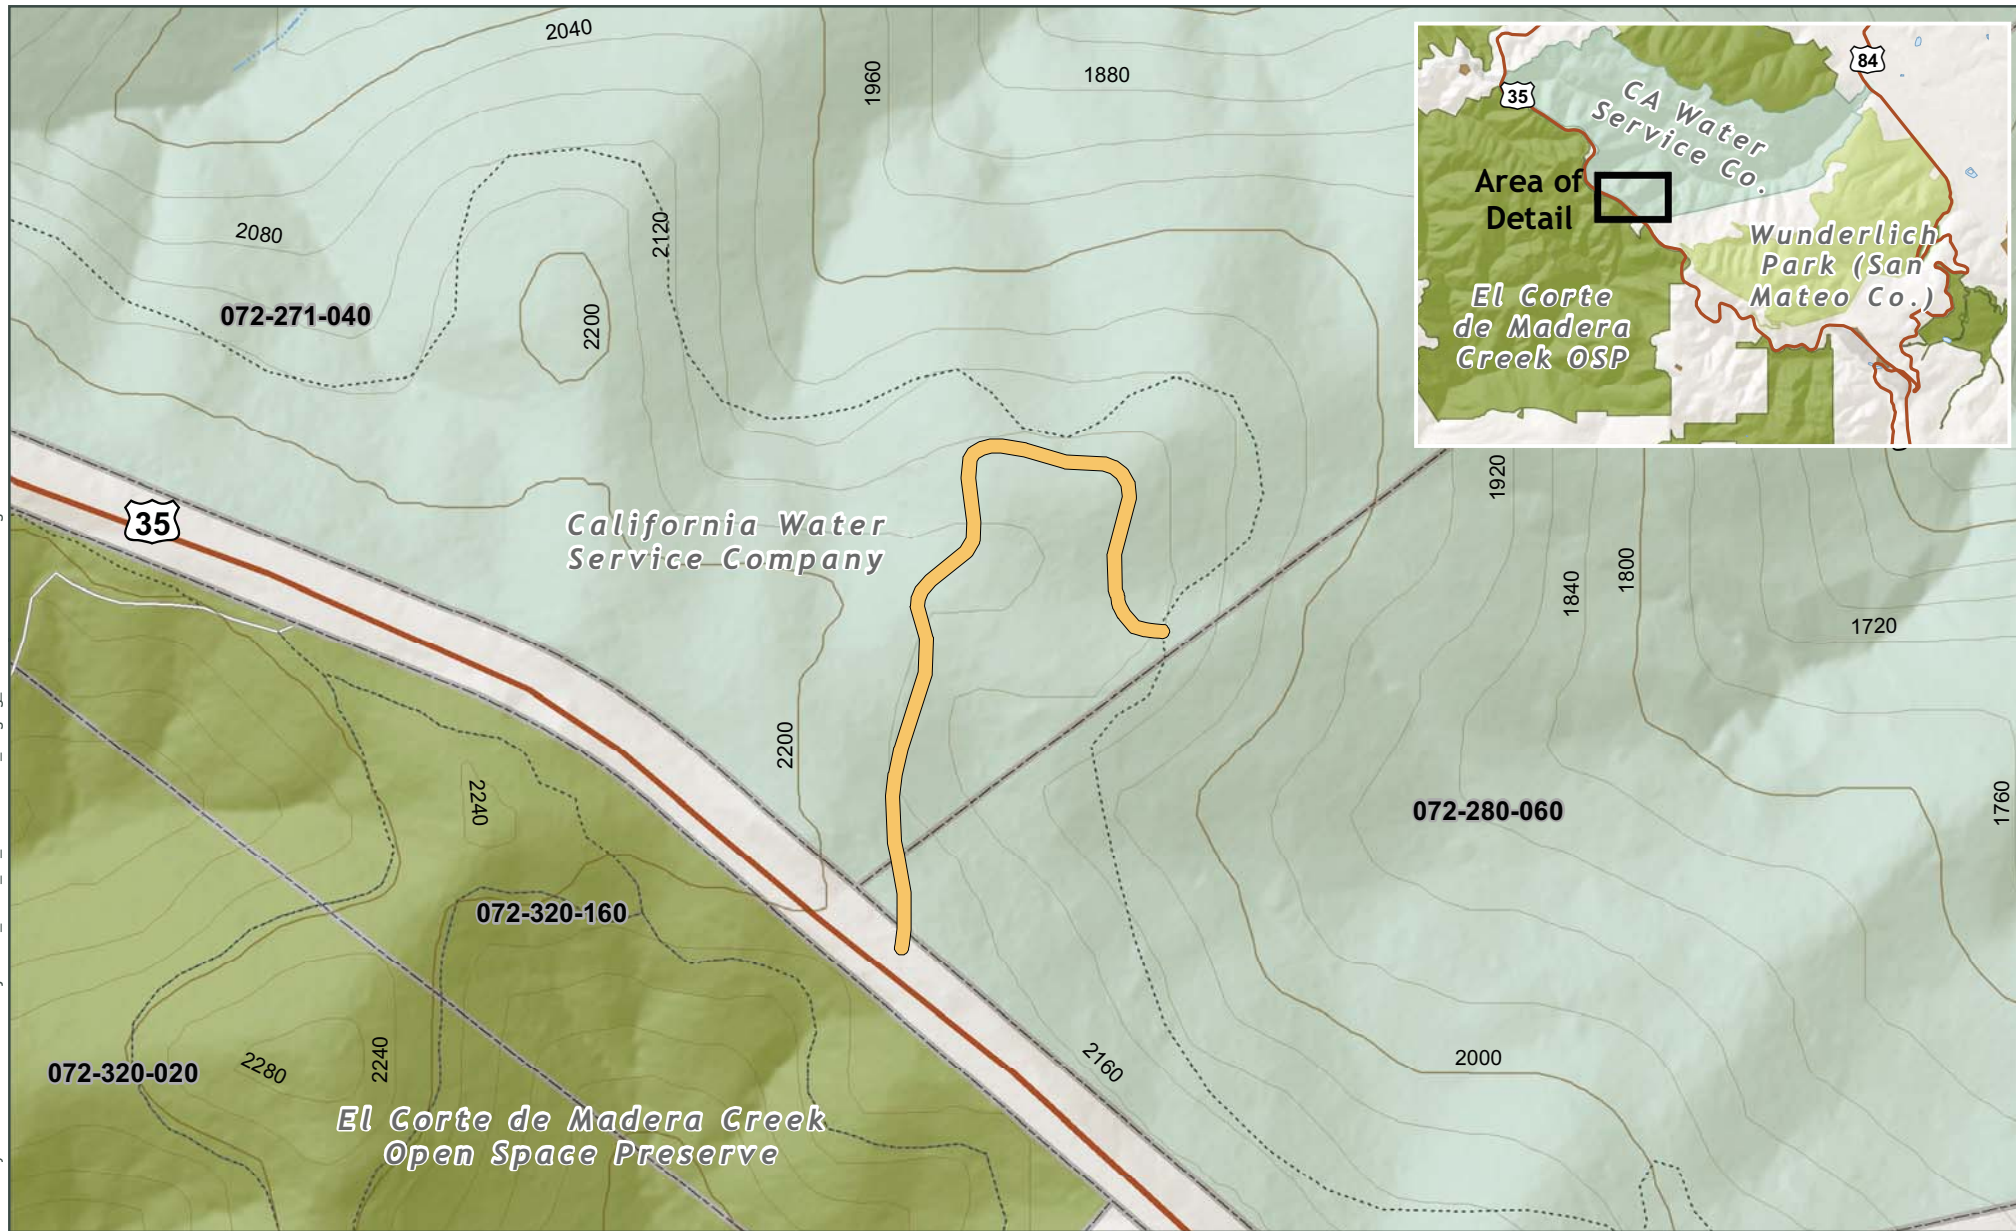 2040
1960
1880
2080
2120
072-271-040
2200
35
California Water
Service Company
1920
1840
1800
1720
2200
2240
072-280-060
1760
072-320-160
072-320-020
2280
2240
2160
2000
El Corte de Madera Creek
Open Space Preserve
84
35
CA Water
Service Co.
Area of
Detail
Wunderlich
Park (San
Mateo Co.)
El Corte
de Madera
Creek OSP